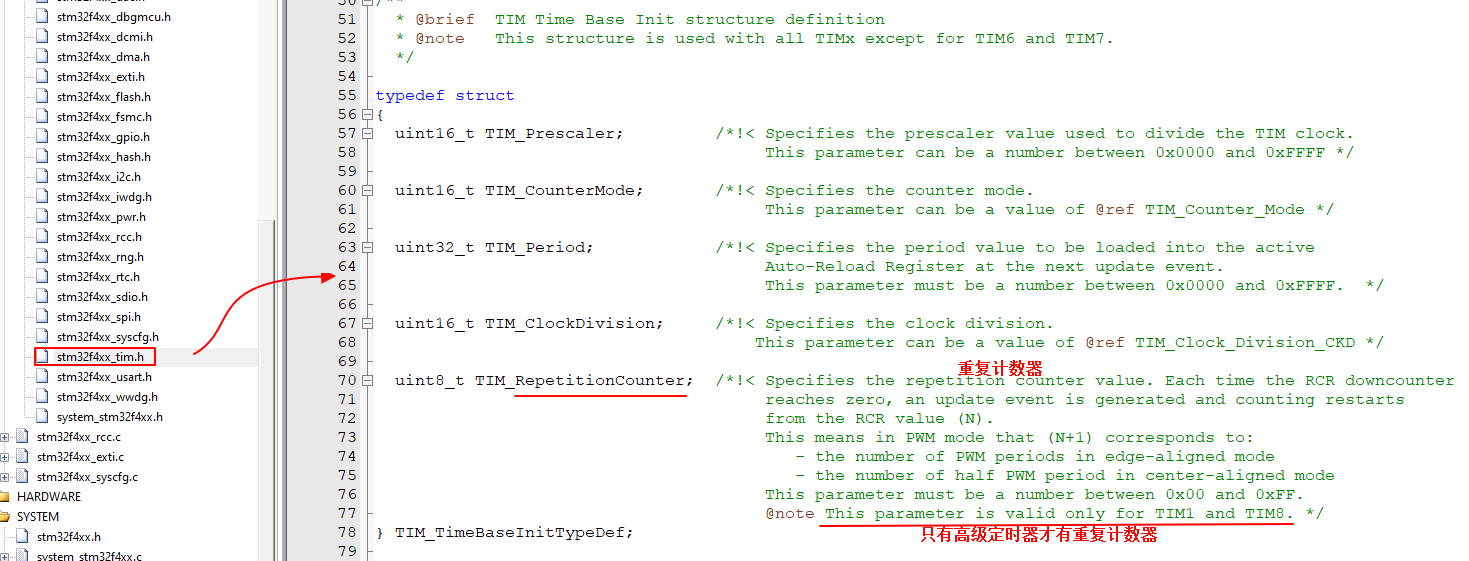 stm32f4xx_dbgmcu.h
stm32f4xx_dcmi.h
stm32f4xx_dma.h
stm32f4xx_exti.h
stm32f4xx_flash.h
stm32f4xx_fsmc.h
stm32f4xx_gpio.h
stm32f4xx_hash.h
stm32f4xx_i2c.h
stm32f4xx_iwdg.h
stm32f4xx_pwr.h
stm32f4xx_rcc.h
stm32f4xx_rng.h
stm32f4xx_rtc.h
stm32f4xx_sdio.h
stm32f4xx_spi.h
stm32f4xx_syscfg.h
stm32f4xx_tim.h
stm32f4xx_usart.h
stm32f4xx_wwdg.h
system_stm32f4xx.h
stm32f4xx_rcc.c
stm32f4xx_exti.c
stm32f4xx_syscfg.c
HARDWARE
SYSTEM
stm32f4xx.h
system_stm32f4xx.c
50 /**
51 * @brief TIM Time Base Init structure definition
52 * @note This structure is used with all TIMx except for TIM6 and TIM7.
53 */
54
55 typedef struct
56 {
57 uint16_t TIM_Prescaler; /*!< Specifies the prescaler value used to divide the TIM clock.
58 This parameter can be a number between 0x0000 and 0xFFFF */
59
60 uint16_t TIM_CounterMode; /*!< Specifies the counter mode.
61 This parameter can be a value of @ref TIM_Counter_Mode */
62
63 uint32_t TIM_Period; /*!< Specifies the period value to be loaded into the active
64 Auto-Reload Register at the next update event.
65 This parameter must be a number between 0x0000 and 0xFFFF. */
66
67 uint16_t TIM_ClockDivision; /*!< Specifies the clock division.
68 This parameter can be a value of @ref TIM_Clock_Division_CKD */
69
重复计数器
70 uint8_t TIM_RepetitionCounter; /*!< Specifies the repetition counter value. Each time the RCR downcounter
71 reaches zero, an update event is generated and counting restarts
72 from the RCR value (N).
73 This means in PWM mode that (N+1) corresponds to:
74 - the number of PWM periods in edge-aligned mode
75 - the number of half PWM period in center-aligned mode
76 This parameter must be a number between 0x00 and 0xFF.
77 @note This parameter is valid only for TIM1 and TIM8. */
78 } TIM_TimeBaseInitTypeDef;
只有高级定时器才有重复计数器
79